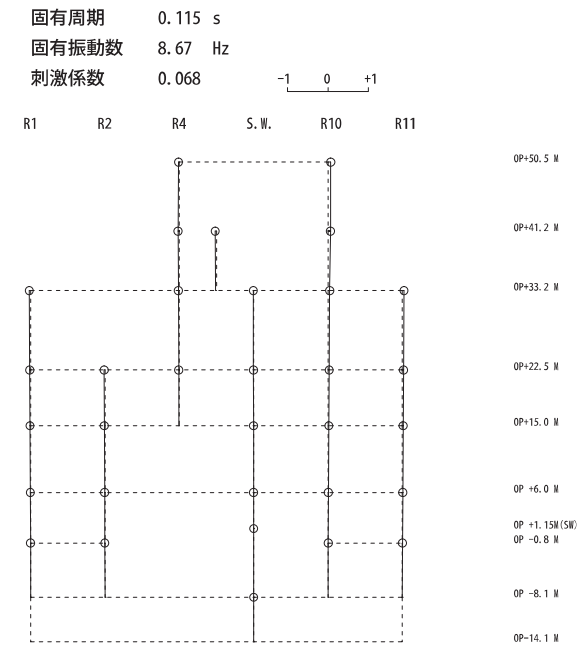 固有周期 0.115 s
固有振動数 8.67 Hz
刺激係数 0.068
-1 0 +1
R1 R2 R4 S.W. R10 R11
OP+50.5 M
OP+41.2 M
OP+33.2 M
OP+22.5 M
OP+15.0 M
OP +6.0 M
OP +1.15M(SW)
OP -0.8 M
OP -8.1 M
OP-14.1 M